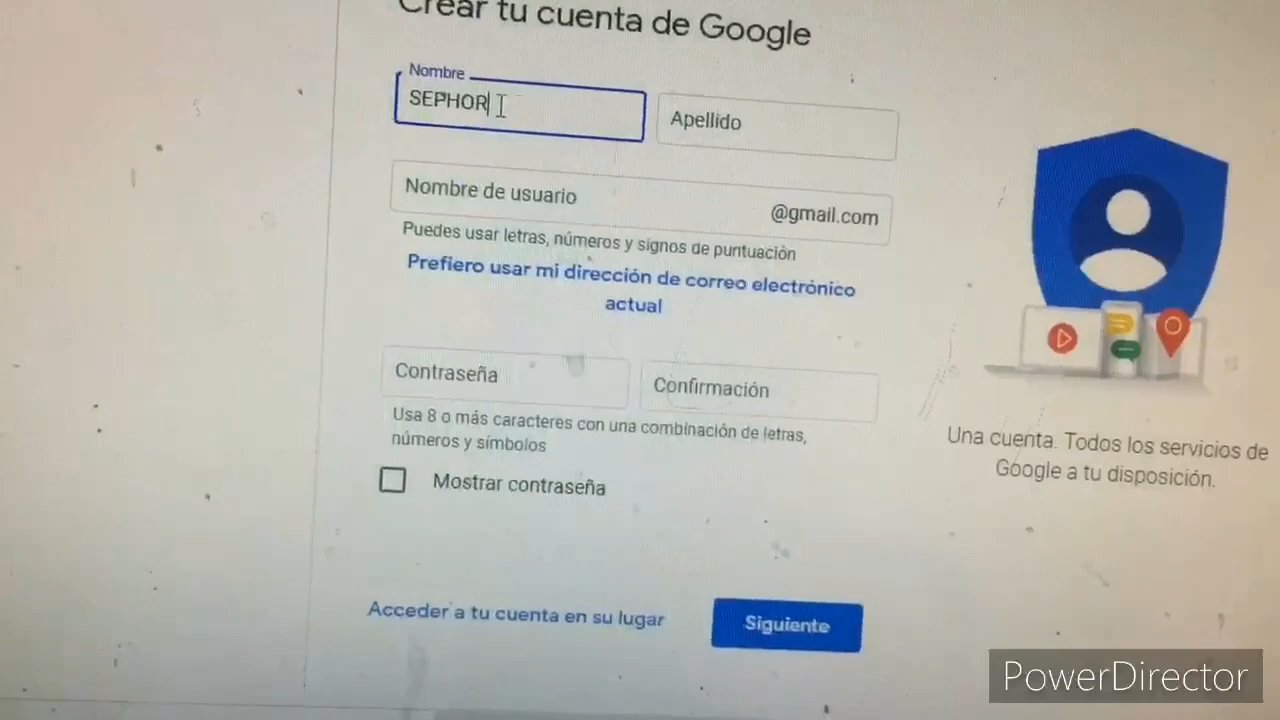 Crear tu cuenta de Google
Nombre
SEPHOR
Apellido
Nombre de usuario
@gmail.com
Puedes usar letras, números y signos de puntuación
Prefiero usar mi dirección de correo electrónico
actual
Contraseña
Confirmación
Usa 8 o más caracteres con una combinación de letras,
números y símbolos
Mostrar contraseña
Una cuenta. Todos los servicios de
Google a tu disposición.
Acceder a tu cuenta en su lugar
Siguiente
PowerDirector